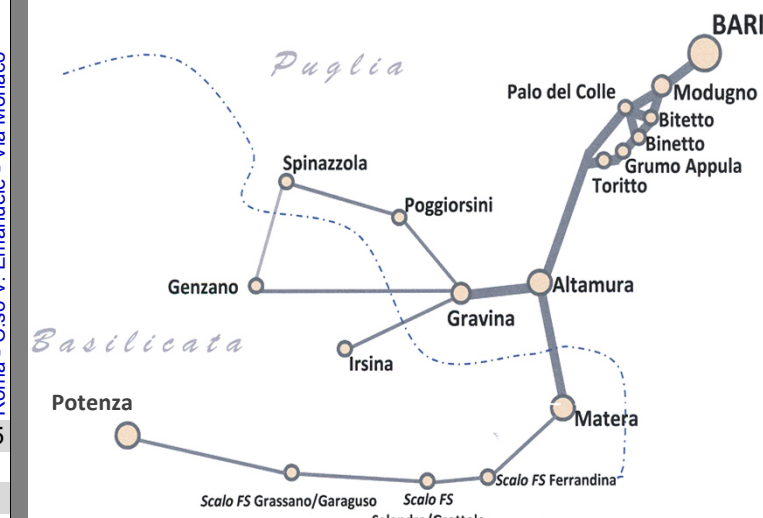 BARI
Puglia
Palo del Colle
Modugno
Bitetto
Binetto
Grumo Appula
Toritto
Spinazzola
Poggiorsini
Genzano
Altamura
Gravina
Basilicata
Irsina
Potenza
Matera
Scalo FS Ferrandina
Scalo FS Grassano/Garaguso
Scalo FS
Roma - C.so V. Emanuele - Via Monaco